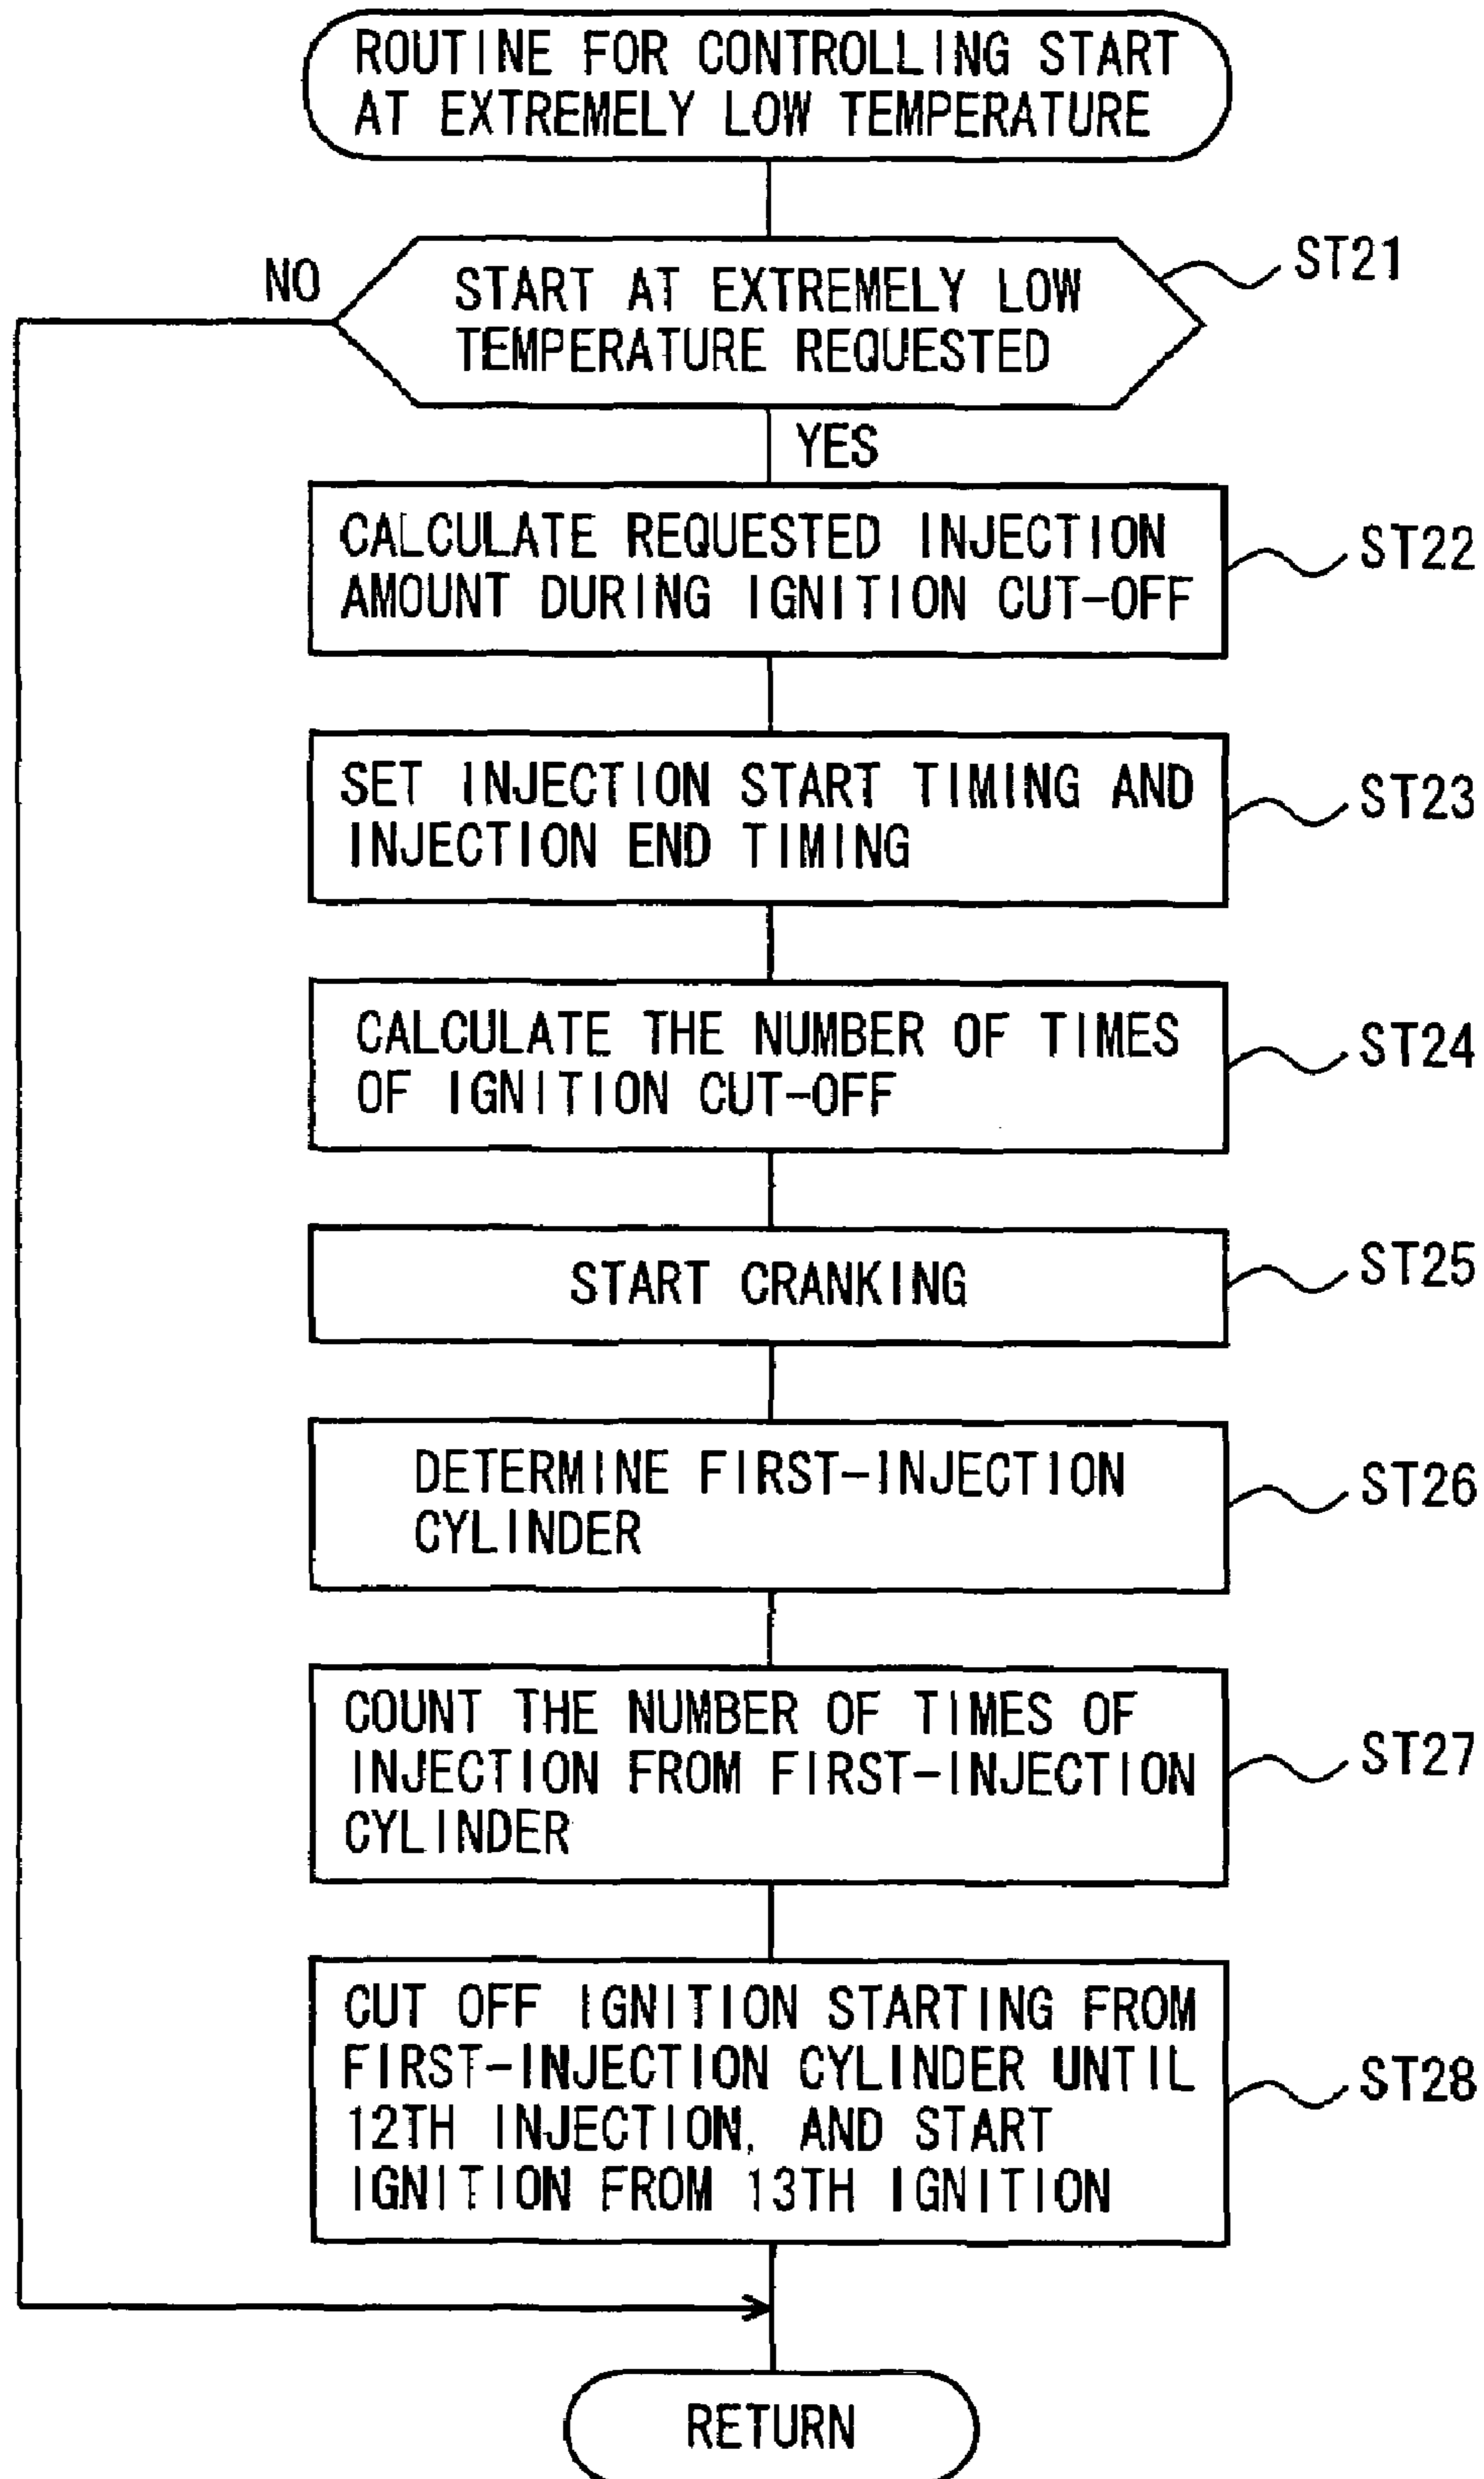 ROUTINE FOR CONTROLLING START
AT EXTREMELY LOW TEMPERATURE
NO
START AT EXTREMELY LOW
TEMPERATURE REQUESTED
ST21
YES
CALCULATE REQUESTED INJECTION
AMOUNT DURING IGNITION CUT-OFF
ST22
SET INJECTION START TIMING AND
INJECTION END TIMING
ST23
CALCULATE THE NUMBER OF TIMES
OF IGNITION CUT-OFF
ST24
START CRANKING
ST25
DETERMINE FIRST-INJECTION
CYLINDER
ST26
COUNT THE NUMBER OF TIMES OF
INJECTION FROM FIRST-INJECTION
CYLINDER
ST27
CUT OFF IGNITION STARTING FROM
FIRST-INJECTION CYLINDER UNTIL
12TH INJECTION, AND START
IGNITION FROM 13TH IGNITION
ST28
RETURN